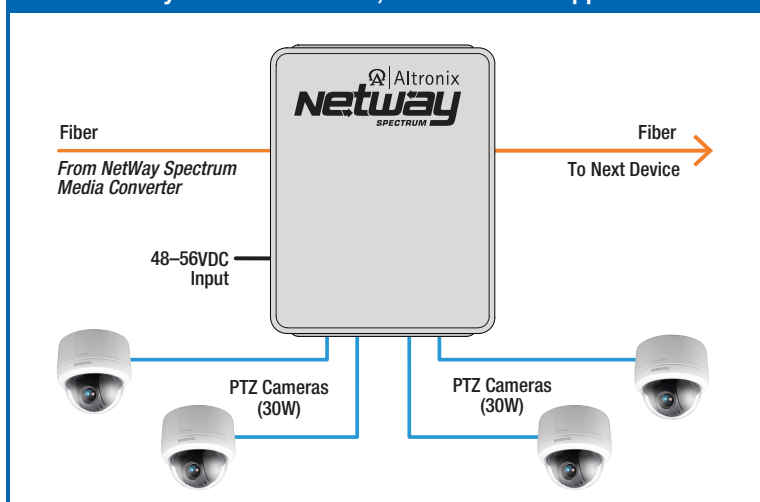 Altronix
Netway
SPECTRUM
Fiber
From NetWay Spectrum
Media Converter
Fiber
To Next Device
48–56VDC
Input
PTZ Cameras
(30W)
PTZ Cameras
(30W)